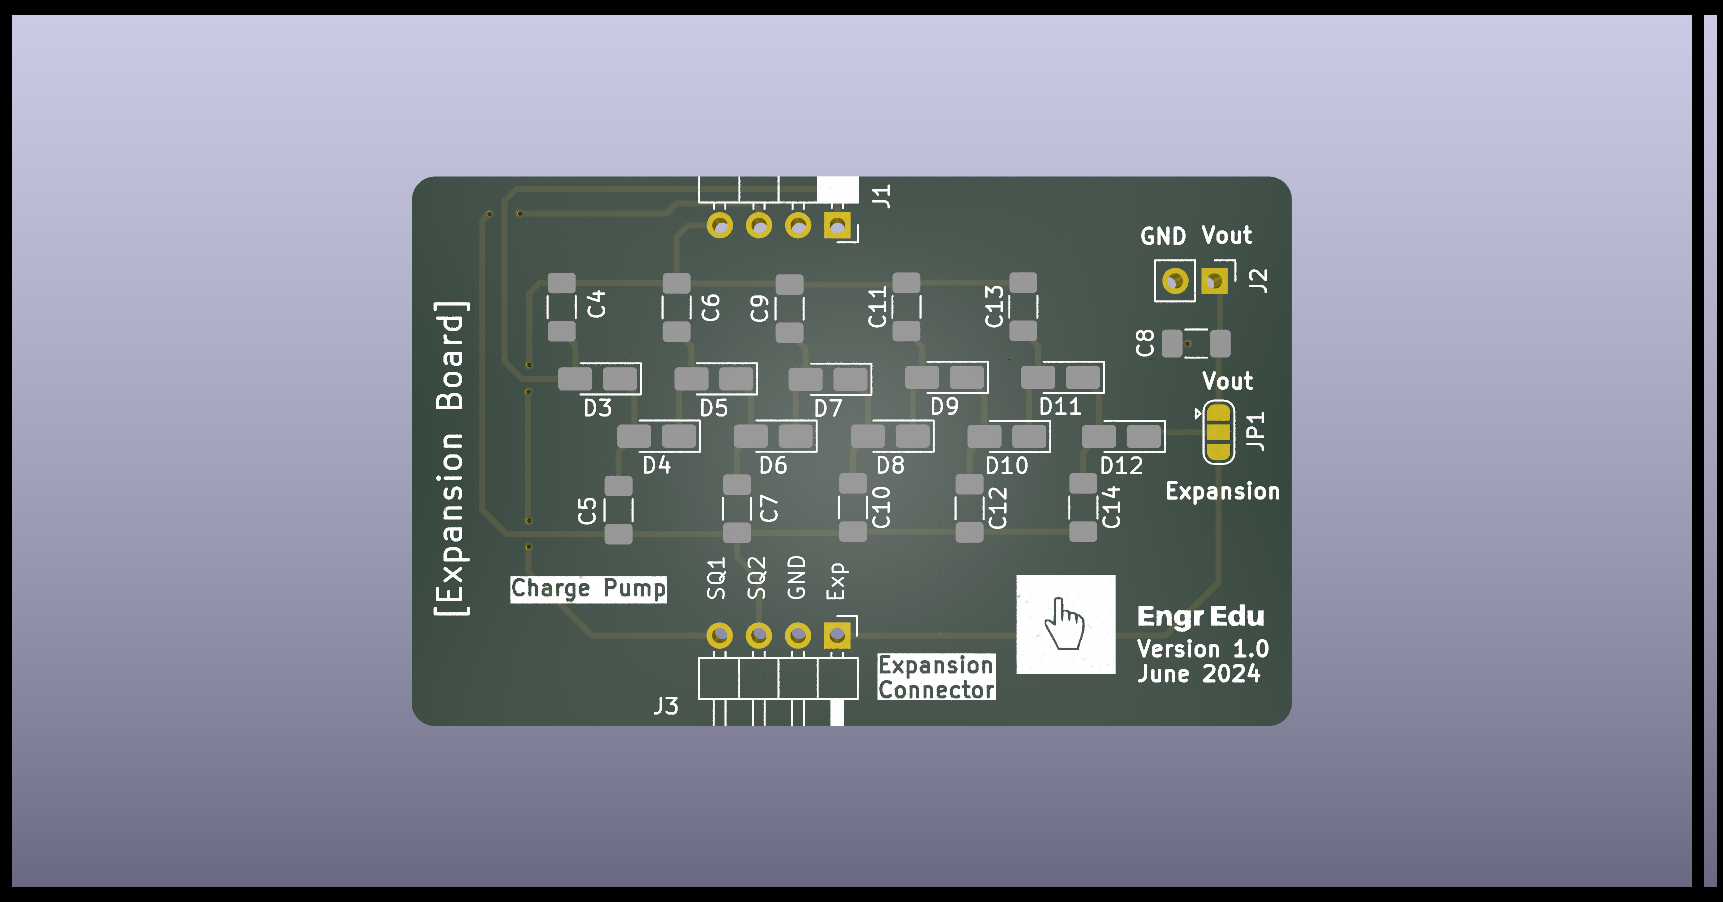 J1
GND Vout
J2
C4
C6
C9
C11
C13
C8
[Expansion Board]
Vout
D3
D5
D7
D9
D11
JP1
D4
D6
D8
D10
D12
Expansion
C5
C7
C10
C12
C14
SQ1
SQ2
GND
Exp
Charge Pump
Engr Edu
Version 1.0
June 2024
Expansion
Connector
J3